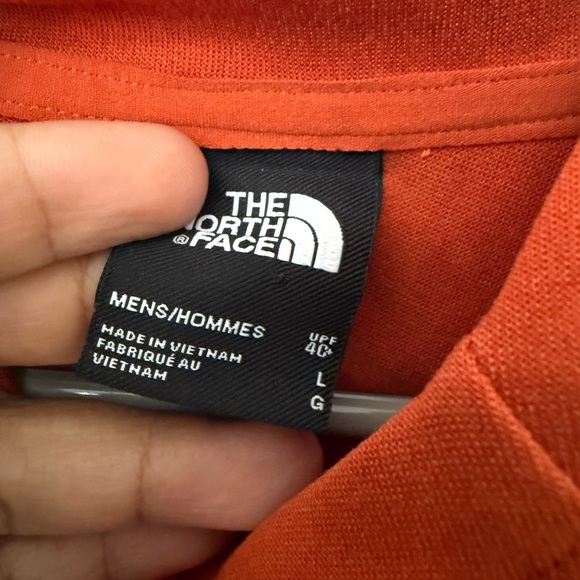 THE
NORTH
® FACE
MENS/HOMMES
MADE IN VIETNAM
FABRIQUÉ AU
VIETNAM
UPF
40+
L
G